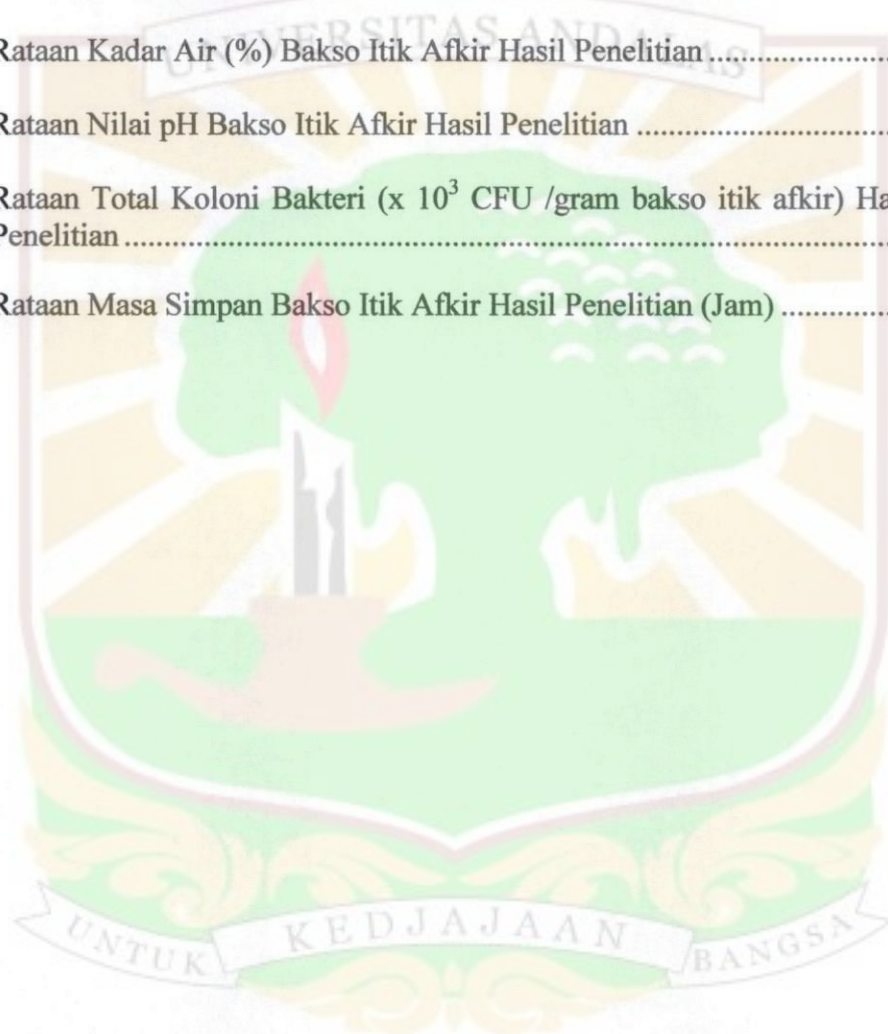 UNIVERSITAS ANDALAS
Rataan Kadar Air (%) Bakso Itik Afkir Hasil Penelitian ......................
Rataan Nilai pH Bakso Itik Afkir Hasil Penelitian ...............................
Rataan Total Koloni Bakteri (x 10³ CFU /gram bakso itik afkir) Ha
Penelitian ...............................................................................................
Rataan Masa Simpan Bakso Itik Afkir Hasil Penelitian (Jam) .............
UNTUK KEDJAJAAN BANGSA